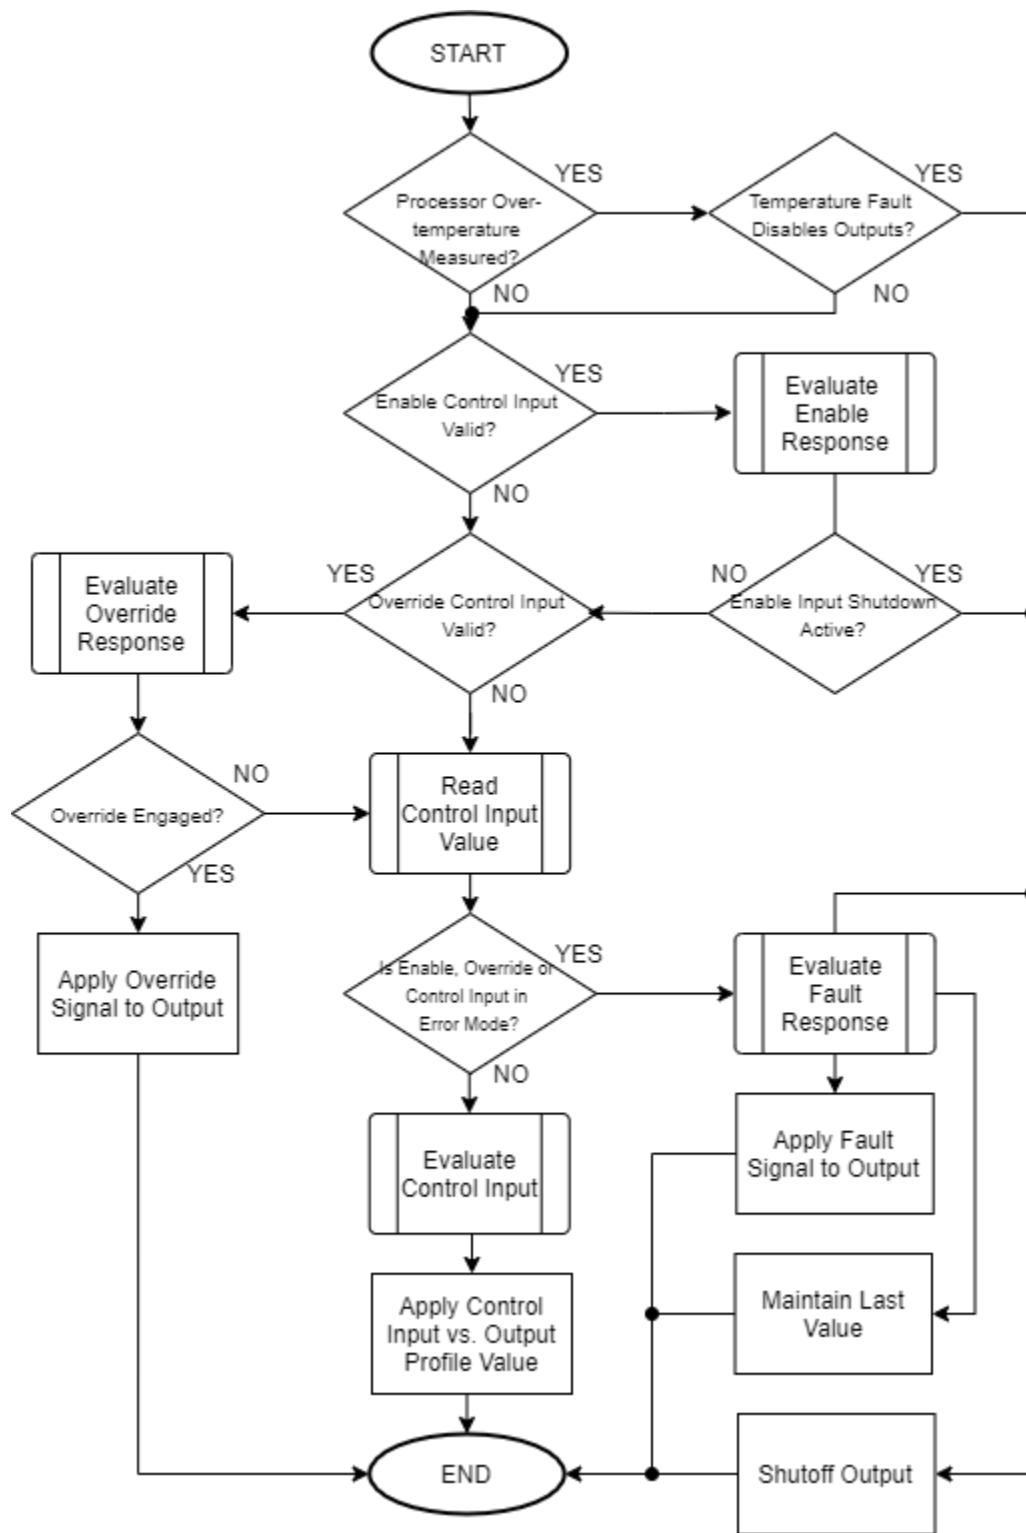 START
YES
Processor Over-
temperature
Measured?
NO
YES
Temperature Fault
Disables Outputs?
NO
YES
Enable Control Input
Valid?
NO
Evaluate
Enable
Response
Evaluate
Override
Response
YES
Override Control Input
Valid?
NO
NO
YES
Enable Input Shutdown
Active?
NO
Override Engaged?
YES
Read
Control Input
Value
Apply Override
Signal to Output
YES
Is Enable, Override or
Control Input in
Error Mode?
NO
Evaluate
Fault
Response
Evaluate
Control Input
Apply Fault
Signal to Output
Apply Control
Input vs. Output
Profile Value
Maintain Last
Value
END
Shutoff Output